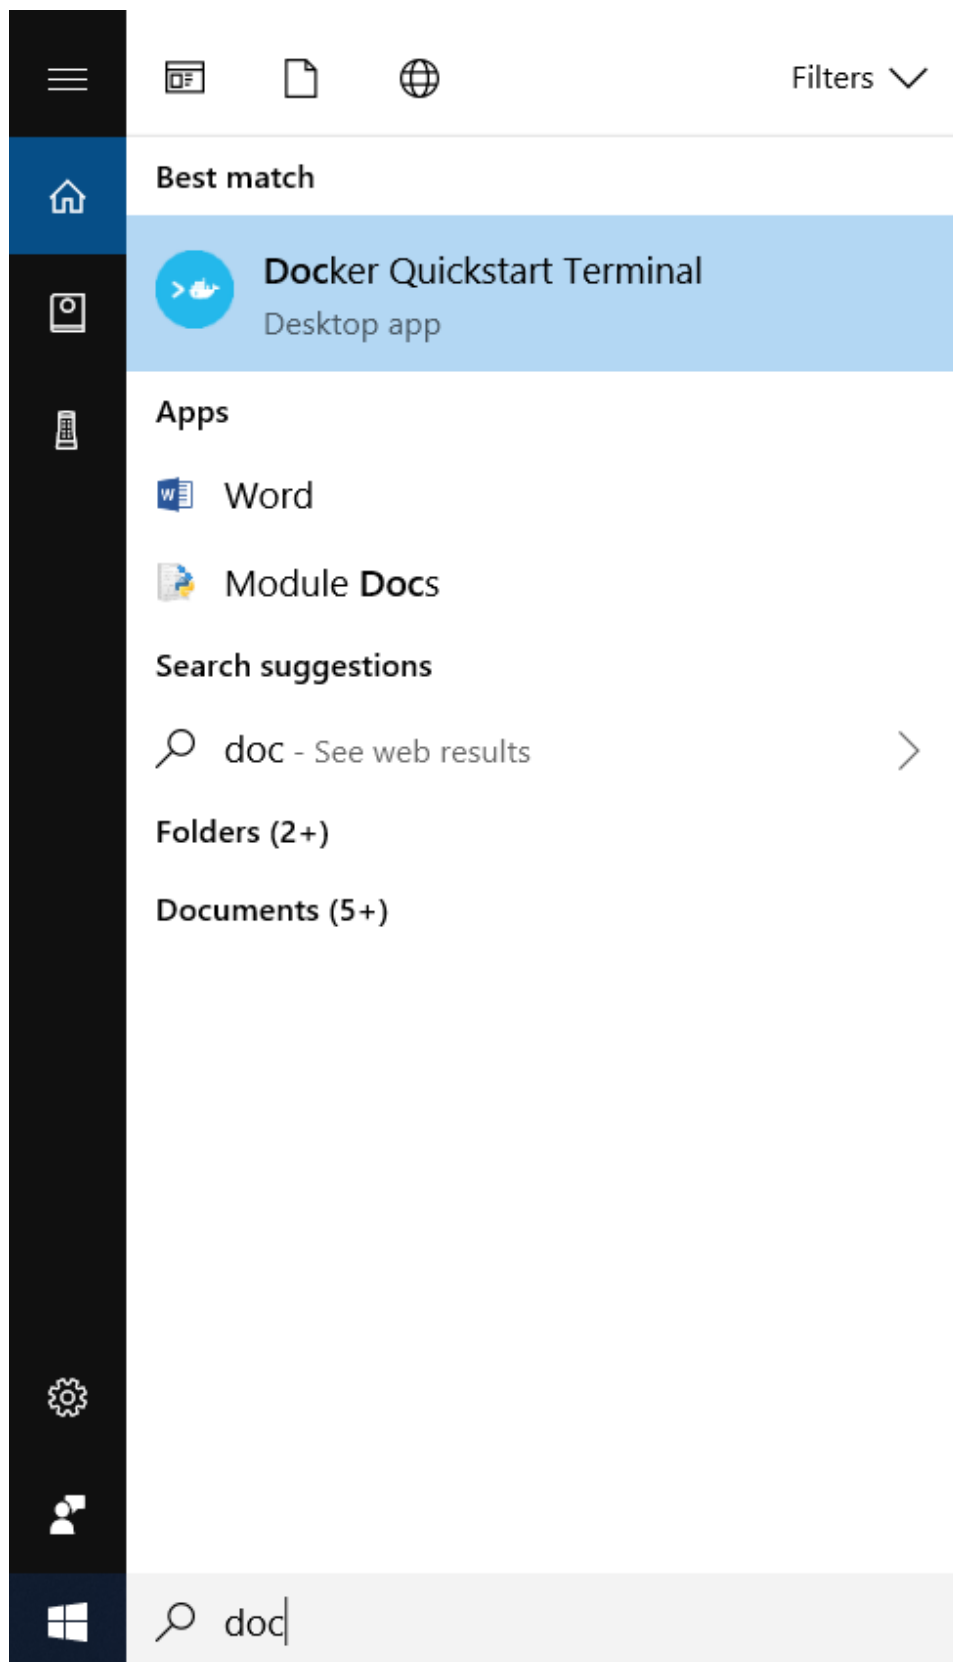 Filters
Best match
Docker Quickstart Terminal
Desktop app
Apps
Word
Module Docs
Search suggestions
doc - See web results
Folders (2+)
Documents (5+)
doc